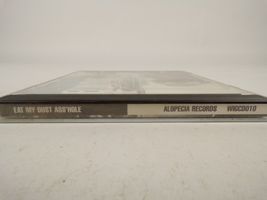 EAT MY DUST ASS'HOLE ALOPECIA RECORDS WIGCD010